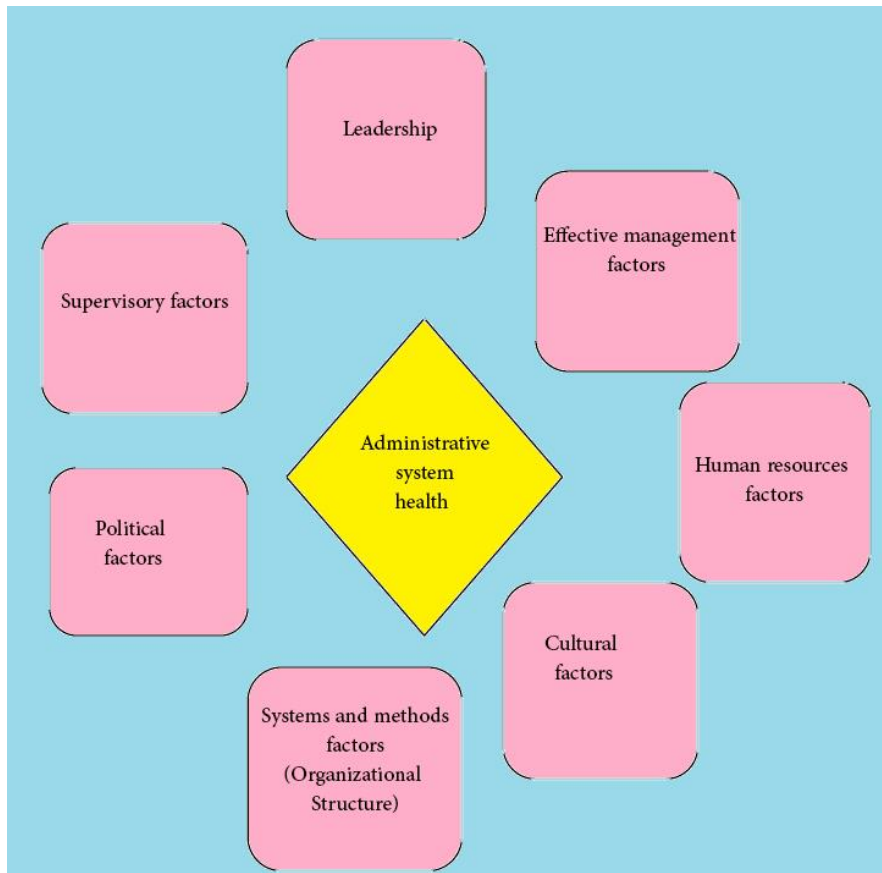 Leadership
Effective management
factors
Supervisory factors
Administrative
system
health
Human resources
factors
Political
factors
Cultural
factors
Systems and methods
factors
(Organizational
Structure)